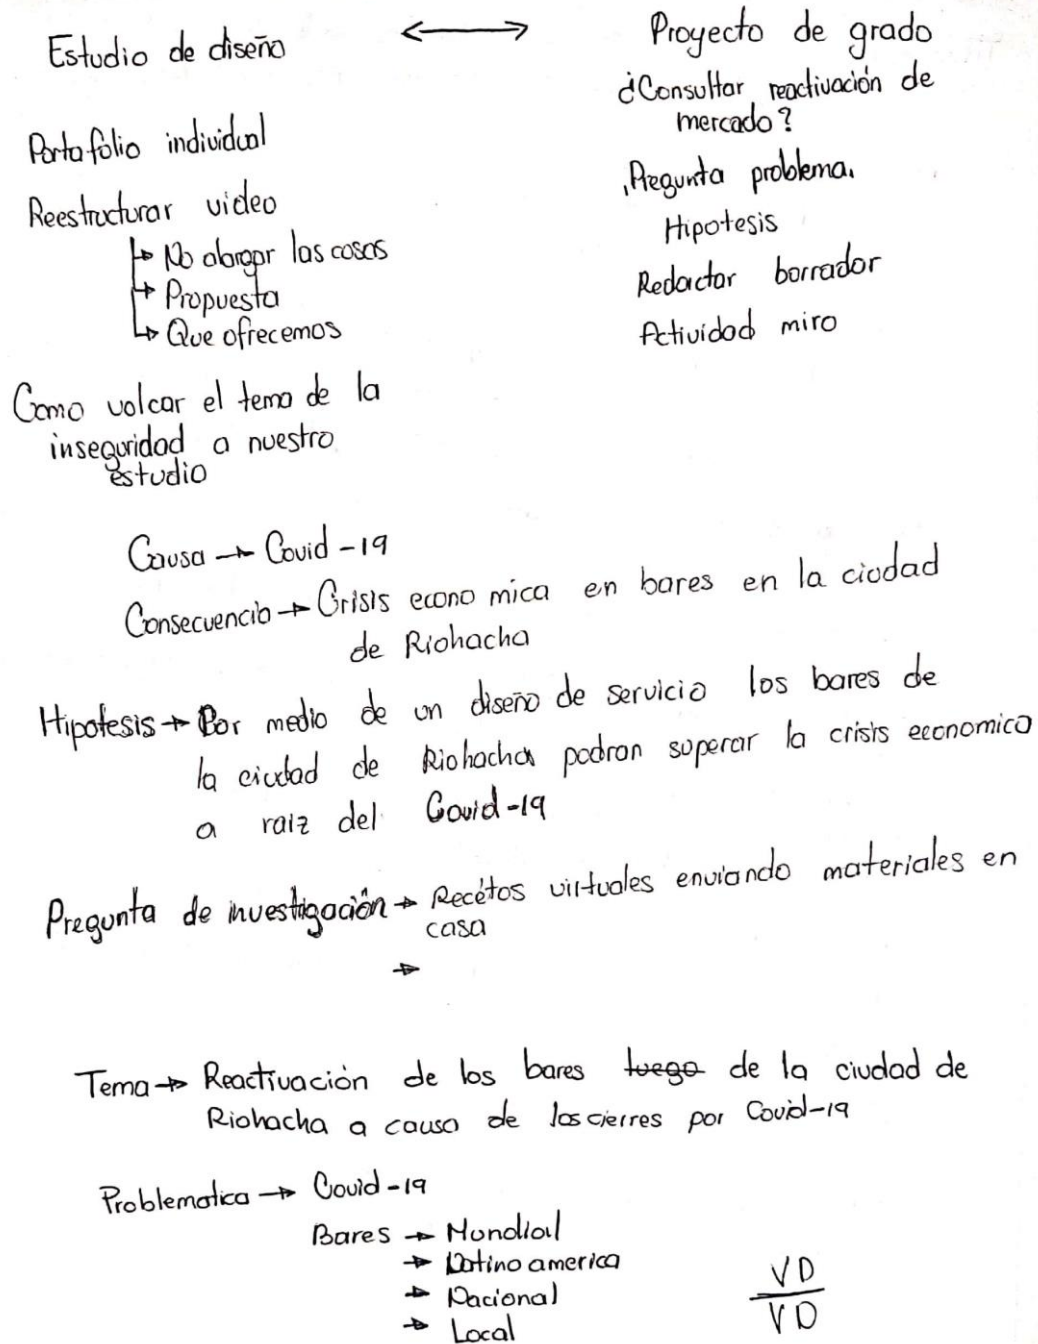 Estudio de diseño ⟷ Proyecto de grado
¿Consultar reactivación de
mercado?
Portafolio individual
Pregunta problema.
Reestructurar video
Hipotesis
↳ No alargar las cosas
Redactar borrador
↳ Propuesta
Actividad miro
↳ Que ofrecemos
Como volcar el tema de la
inseguridad a nuestro
estudio
Causa → Covid-19
Consecuencia → Crisis economica en bares en la ciudad
de Riohacha
Hipotesis → Por medio de un diseño de servicio los bares de
la ciudad de Riohacha podran superar la crisis economico
a raiz del Covid-19
Pregunta de investigación → Recetos virtuales enviando materiales en
casa
→
Tema → Reactivación de los bares luego de la ciudad de
Riohacha a causa de los cierres por Covid-19
Problematica → Covid-19
Bares → Mundial
→ Latino america
→ Nacional
→ Local
VD
VD